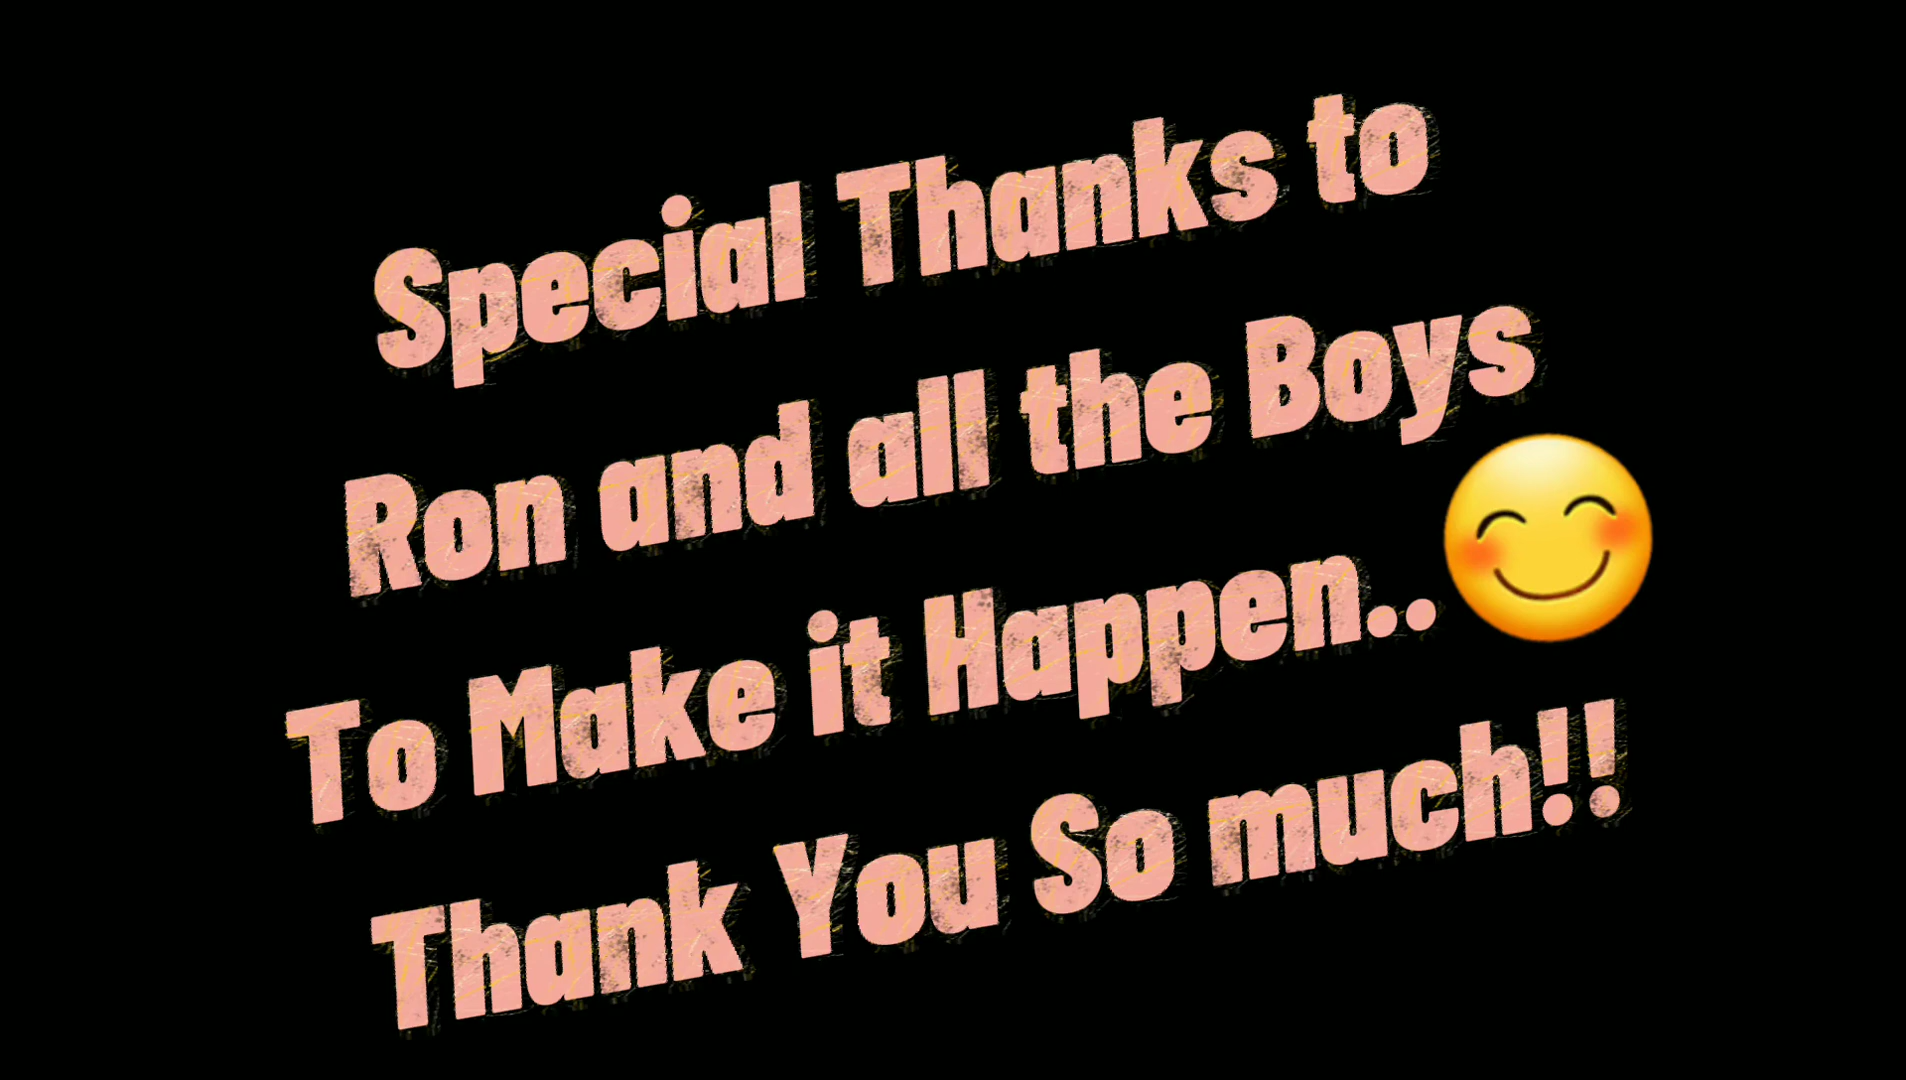 Special Thanks to
Ron and all the Boys
To Make it Happen..😊
Thank You So much!!